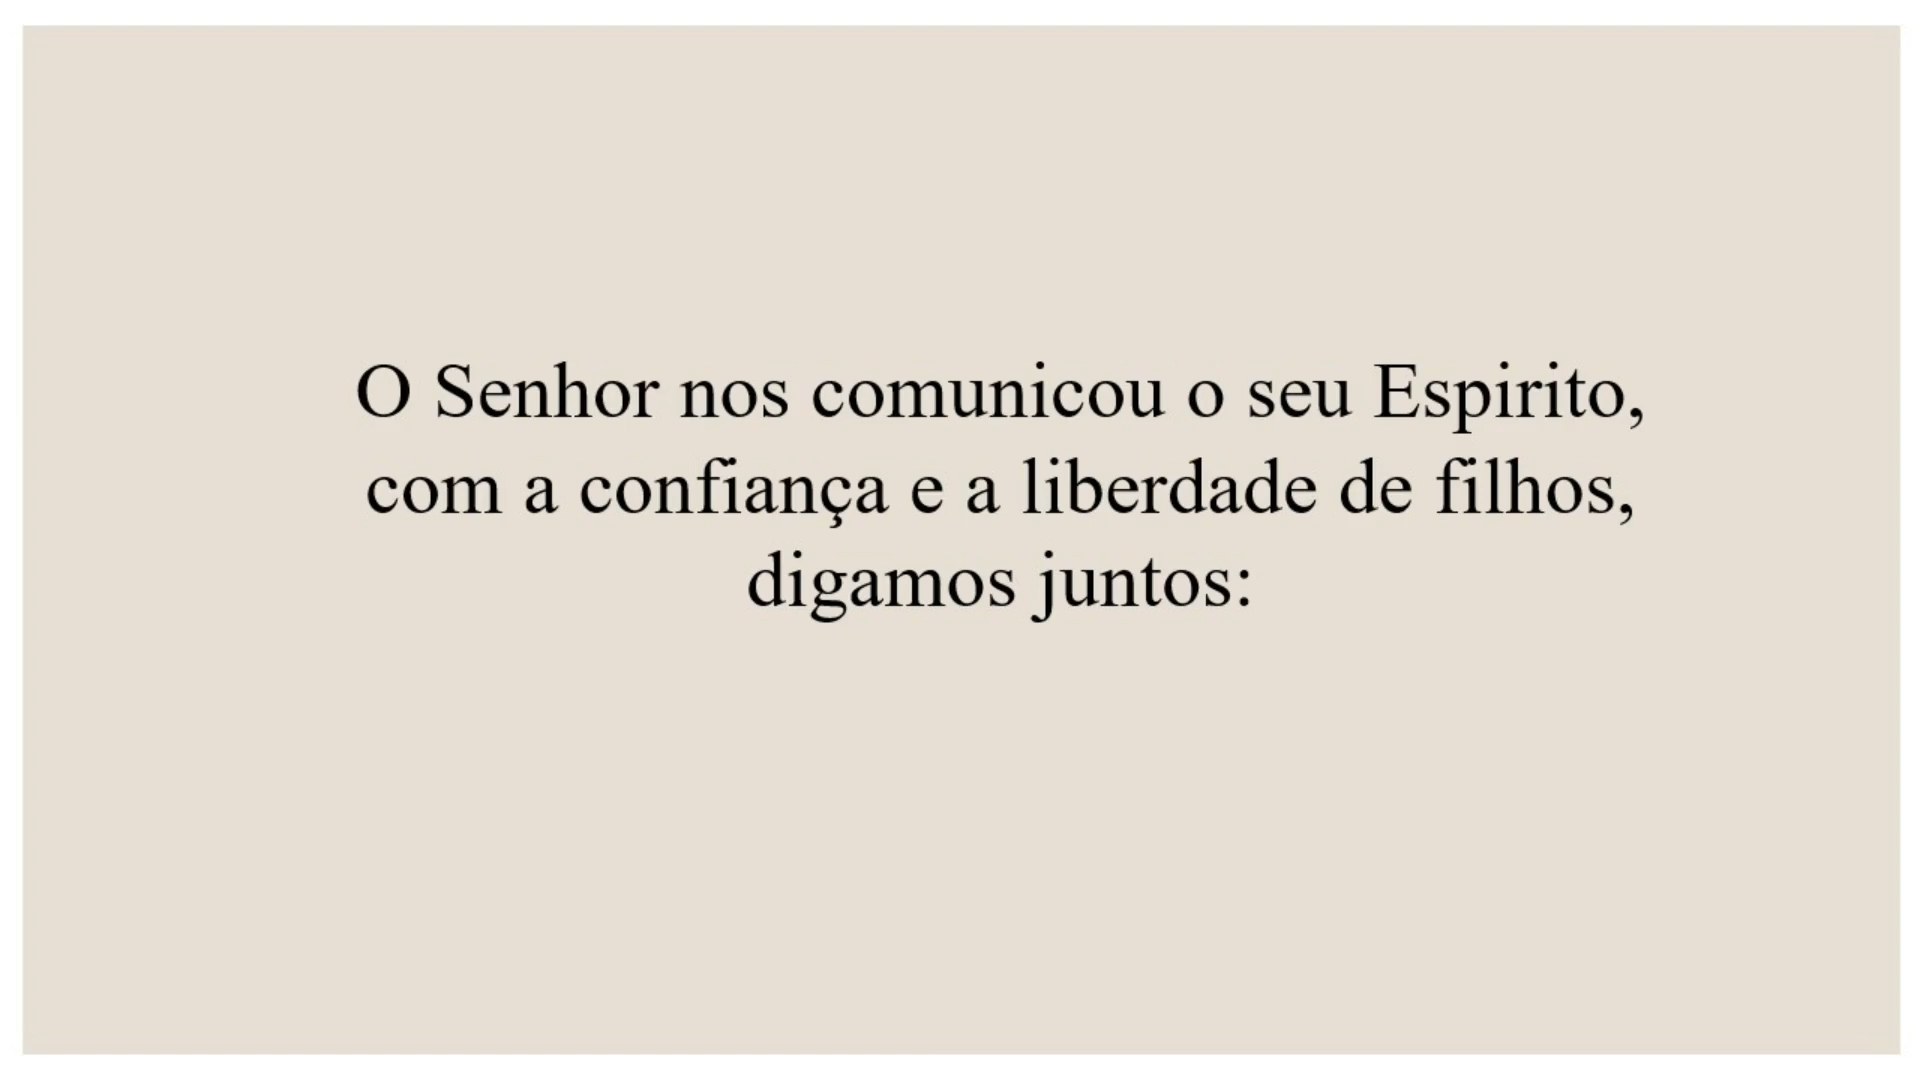 O Senhor nos comunicou o seu Espirito,
com a confiança e a liberdade de filhos,
digamos juntos: